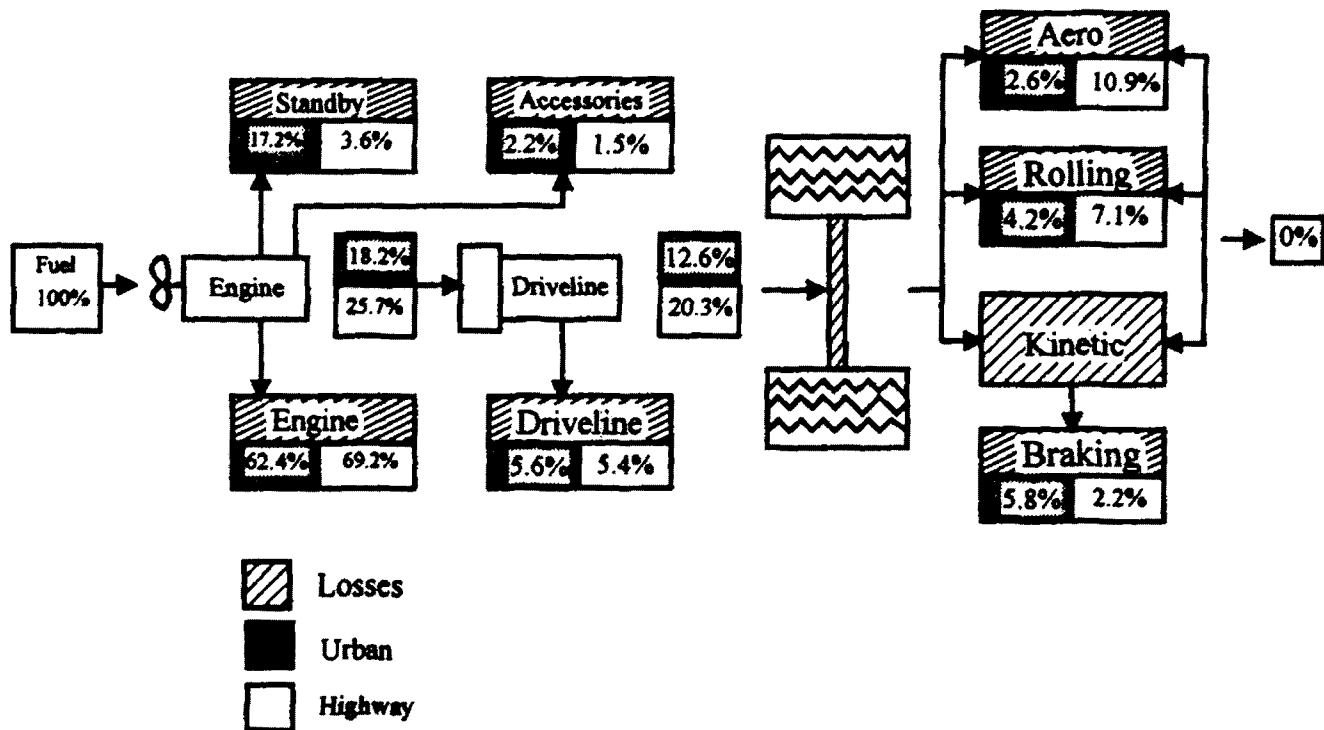 Aero
2.6% 10.9%
Standby
17.2% 3.6%
Accessories
2.2% 1.5%
Rolling
4.2% 7.1%
Fuel
100%
Engine
18.2%
25.7%
Driveline
12.6%
20.3%
0%
Kinetic
Engine
62.4% 69.2%
Driveline
5.6% 5.4%
Braking
5.8% 2.2%
Losses
Urban
Highway